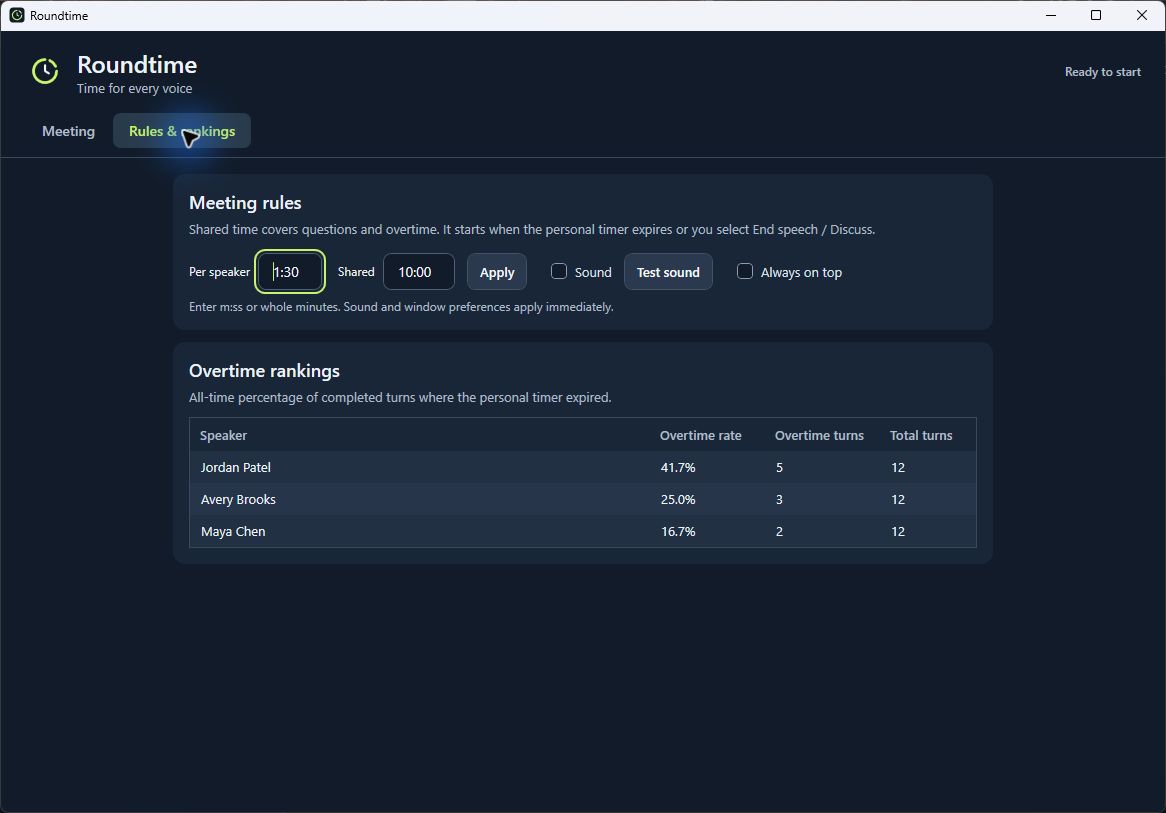 Roundtime
Roundtime
Time for every voice
Ready to start
Meeting
Rules & rankings
Meeting rules
Shared time covers questions and overtime. It starts when the personal timer expires or you select End speech / Discuss.
Per speaker 1:30 Shared 10:00 Apply Sound Test sound Always on top
Enter m:ss or whole minutes. Sound and window preferences apply immediately.
Overtime rankings
All-time percentage of completed turns where the personal timer expired.
Speaker Overtime rate Overtime turns Total turns
Jordan Patel 41.7% 5 12
Avery Brooks 25.0% 3 12
Maya Chen 16.7% 2 12